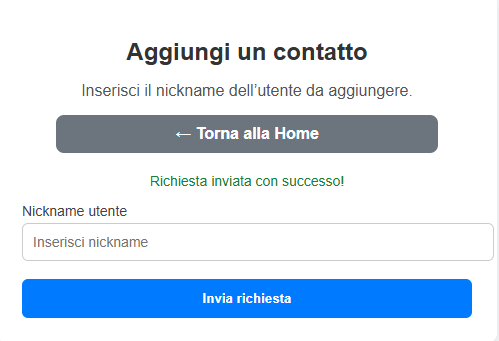 Aggiungi un contatto
Inserisci il nickname dell’utente da aggiungere.
← Torna alla Home
Richiesta inviata con successo!
Nickname utente
Inserisci nickname
Invia richiesta